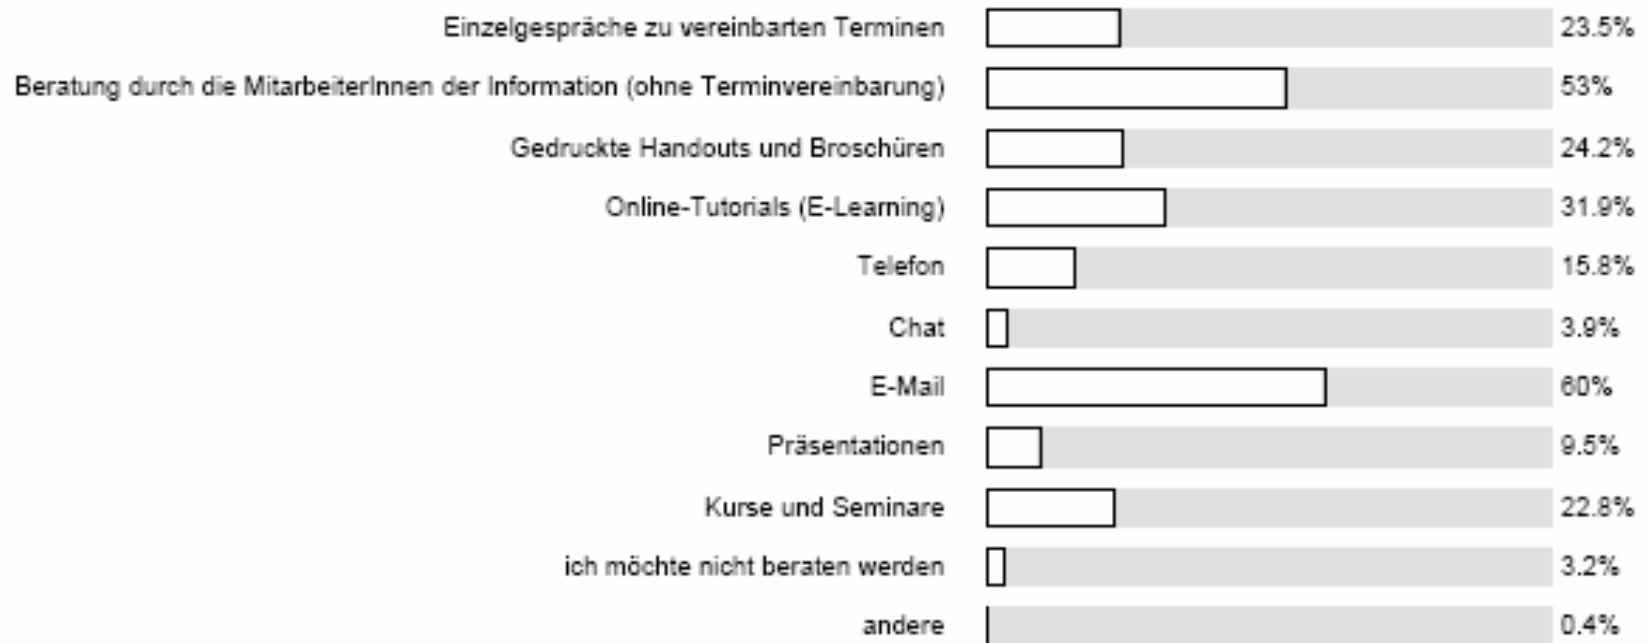 Einzelgespräche zu vereinbarten Terminen 23.5%
Beratung durch die MitarbeiterInnen der Information (ohne Terminvereinbarung) 53%
Gedruckte Handouts und Broschüren 24.2%
Online-Tutorials (E-Learning) 31.9%
Telefon 15.8%
Chat 3.9%
E-Mail 60%
Präsentationen 9.5%
Kurse und Seminare 22.8%
ich möchte nicht beraten werden 3.2%
andere 0.4%